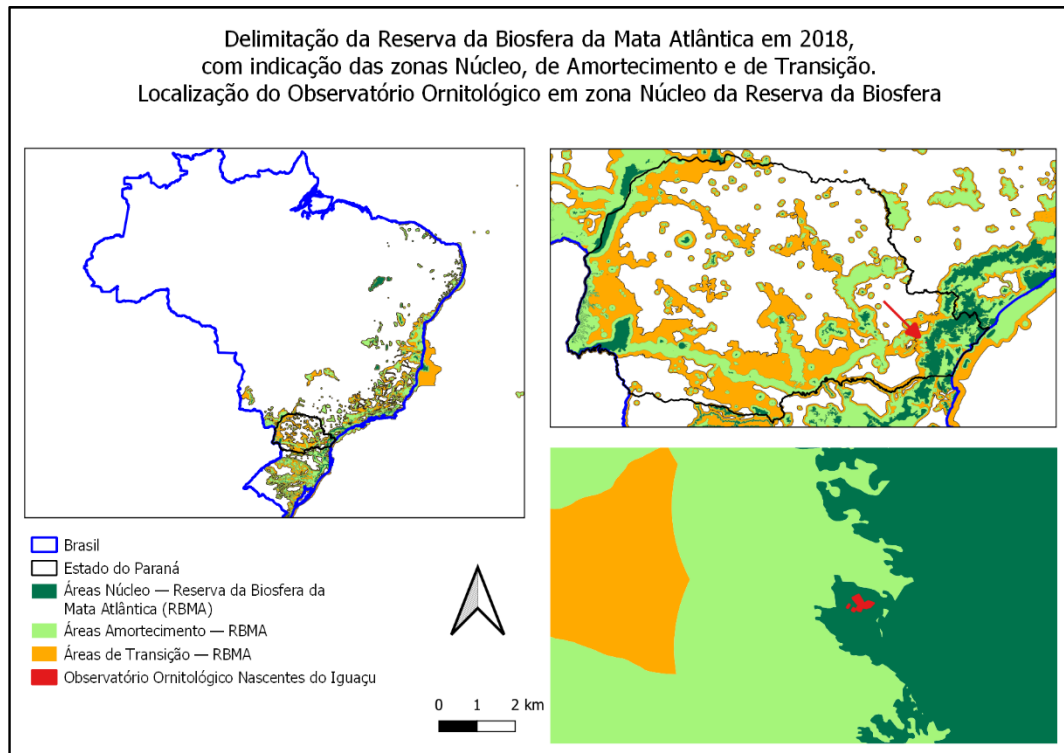 Delimitação da Reserva da Biosfera da Mata Atlântica em 2018,
com indicação das zonas Núcleo, de Amortecimento e de Transição.
Localização do Observatório Ornitológico em zona Núcleo da Reserva da Biosfera
Brasil
Estado do Paraná
Áreas Núcleo — Reserva da Biosfera da
Mata Atlântica (RBMA)
Áreas Amortecimento — RBMA
Áreas de Transição — RBMA
Observatório Ornitológico Nascentes do Iguaçu
0 1 2 km